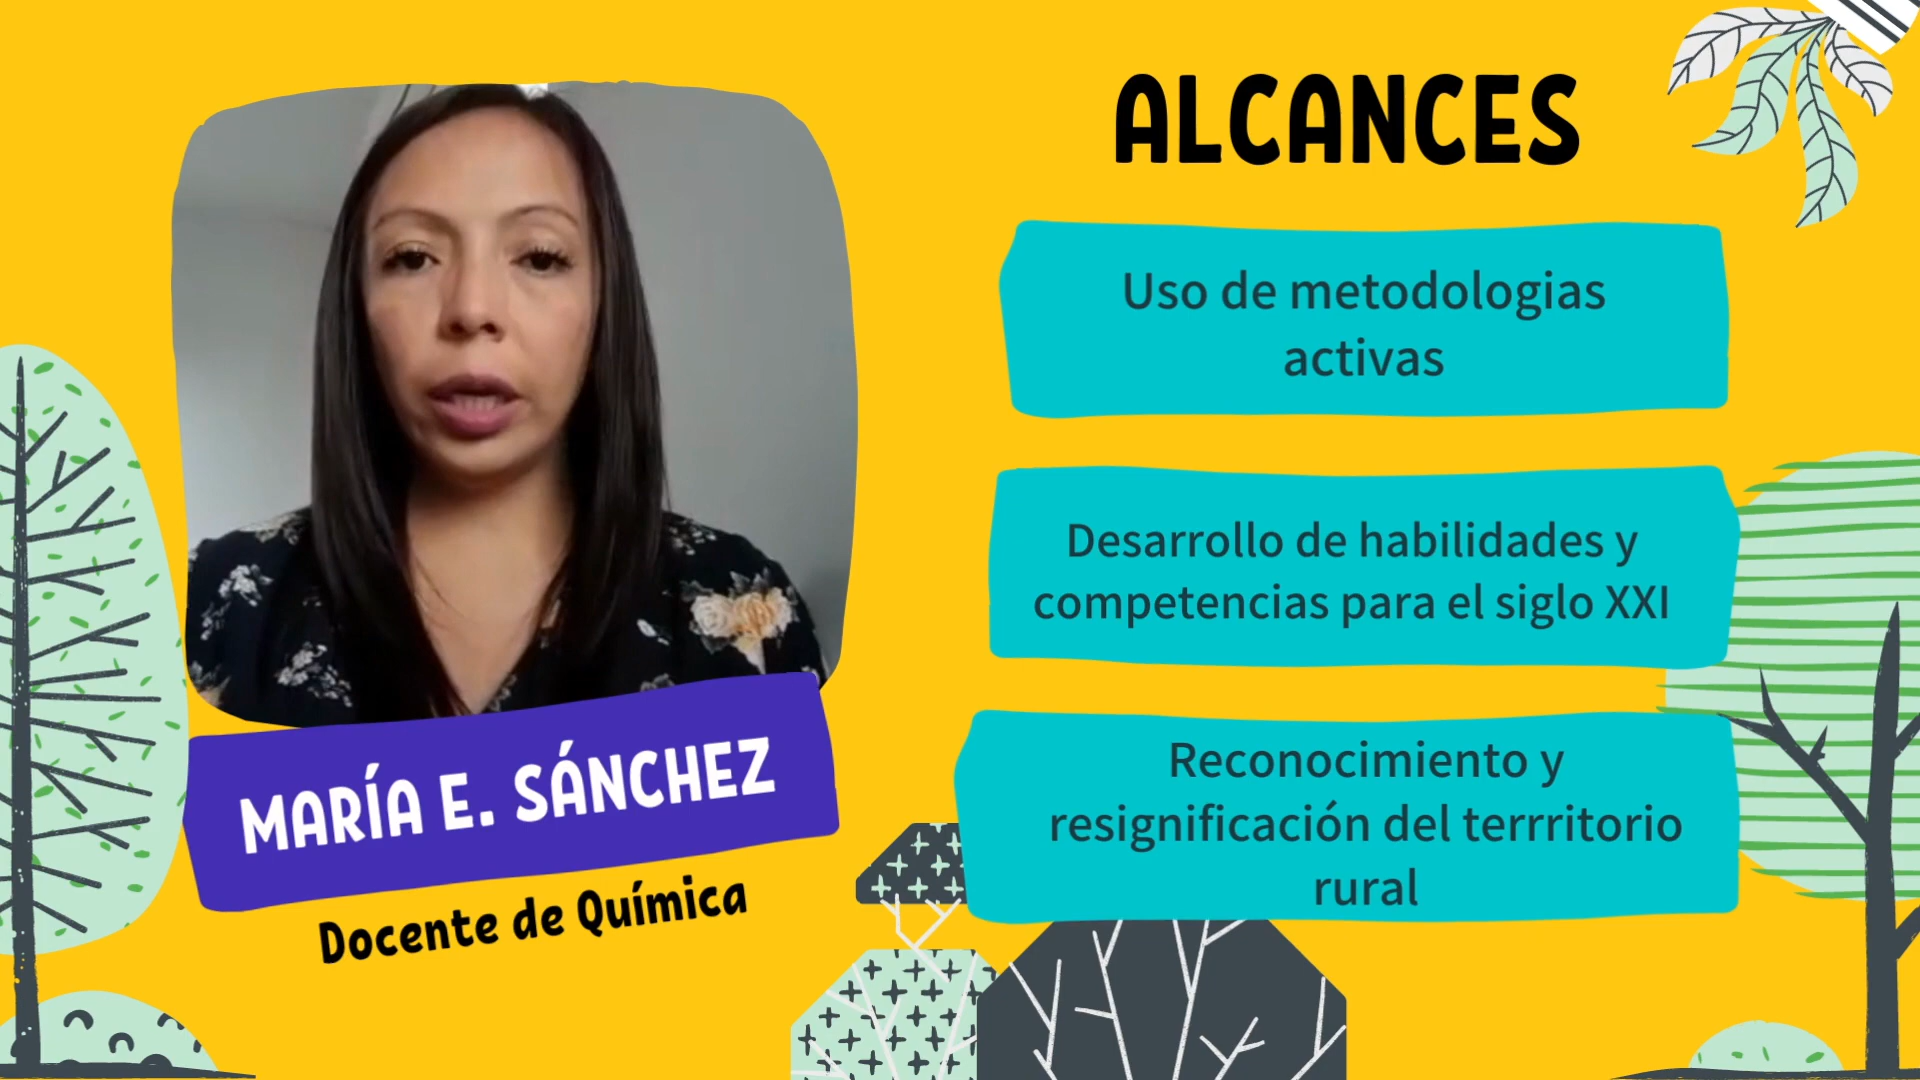 ALCANCES
Uso de metodologias
activas
Desarrollo de habilidades y
competencias para el siglo XXI
Reconocimiento y
resignificación del terrritorio
rural
MARÍA E. SÁNCHEZ
Docente de Química